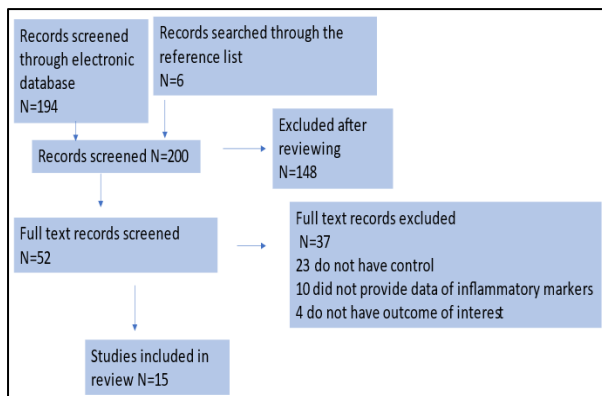 Records screened
through electronic
database
N=194
Records searched through the
reference list
N=6
Records screened N=200
Excluded after
reviewing
N=148
Full text records screened
N=52
Full text records excluded
N=37
23 do not have control
10 did not provide data of inflammatory markers
4 do not have outcome of interest
Studies included in
review N=15